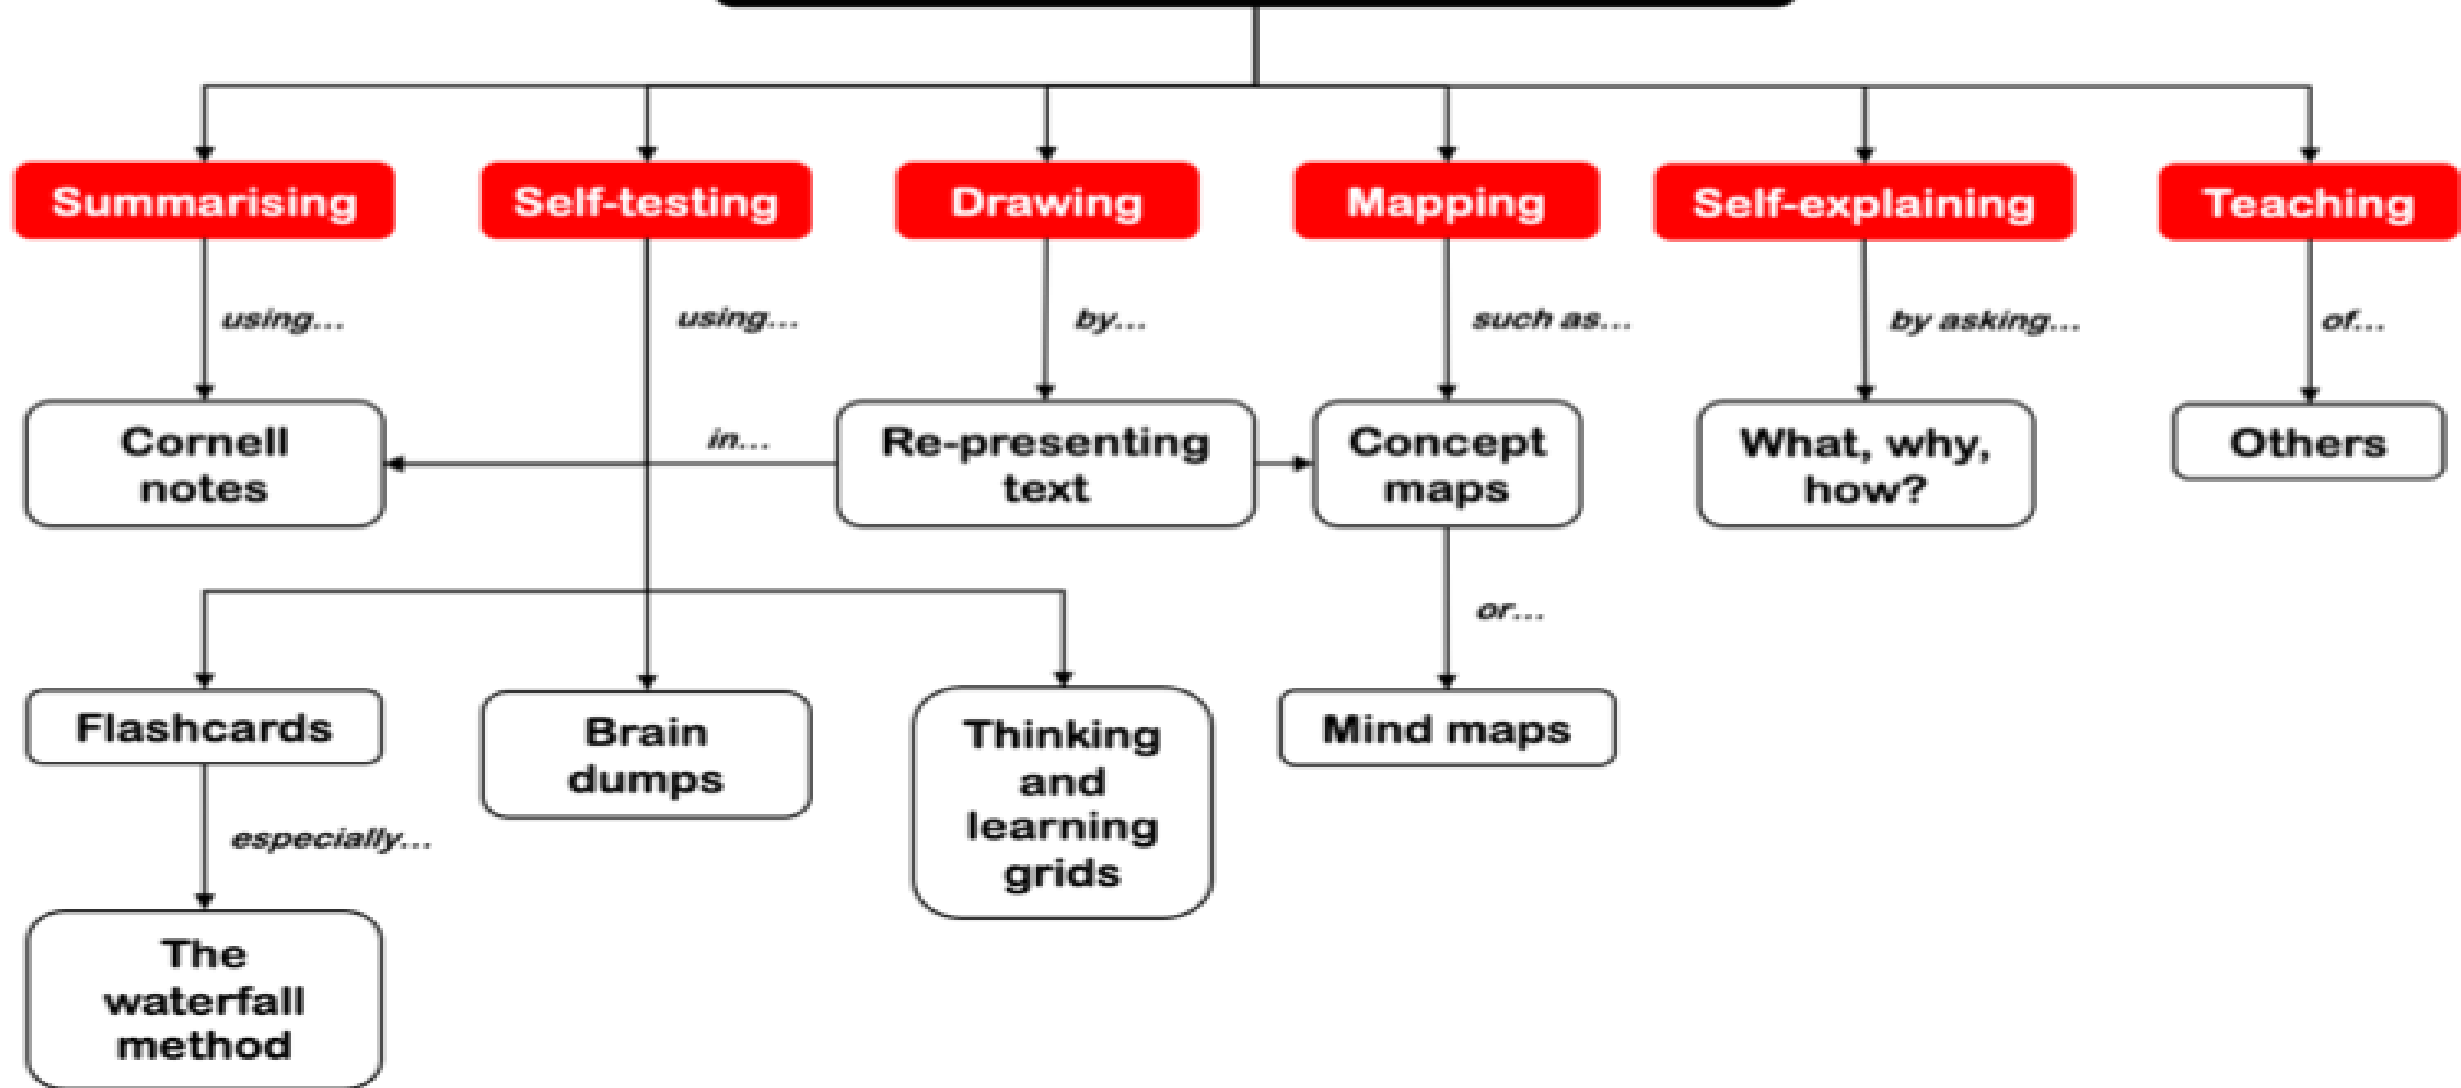 Summarising
Self-testing
Drawing
Mapping
Self-explaining
Teaching
using...
using...
by...
such as...
by asking...
of...
Cornell
notes
in...
Re-presenting
text
Concept
maps
What, why,
how?
Others
or...
Flashcards
Brain
dumps
Thinking
and
learning
grids
Mind maps
especially...
The
waterfall
method